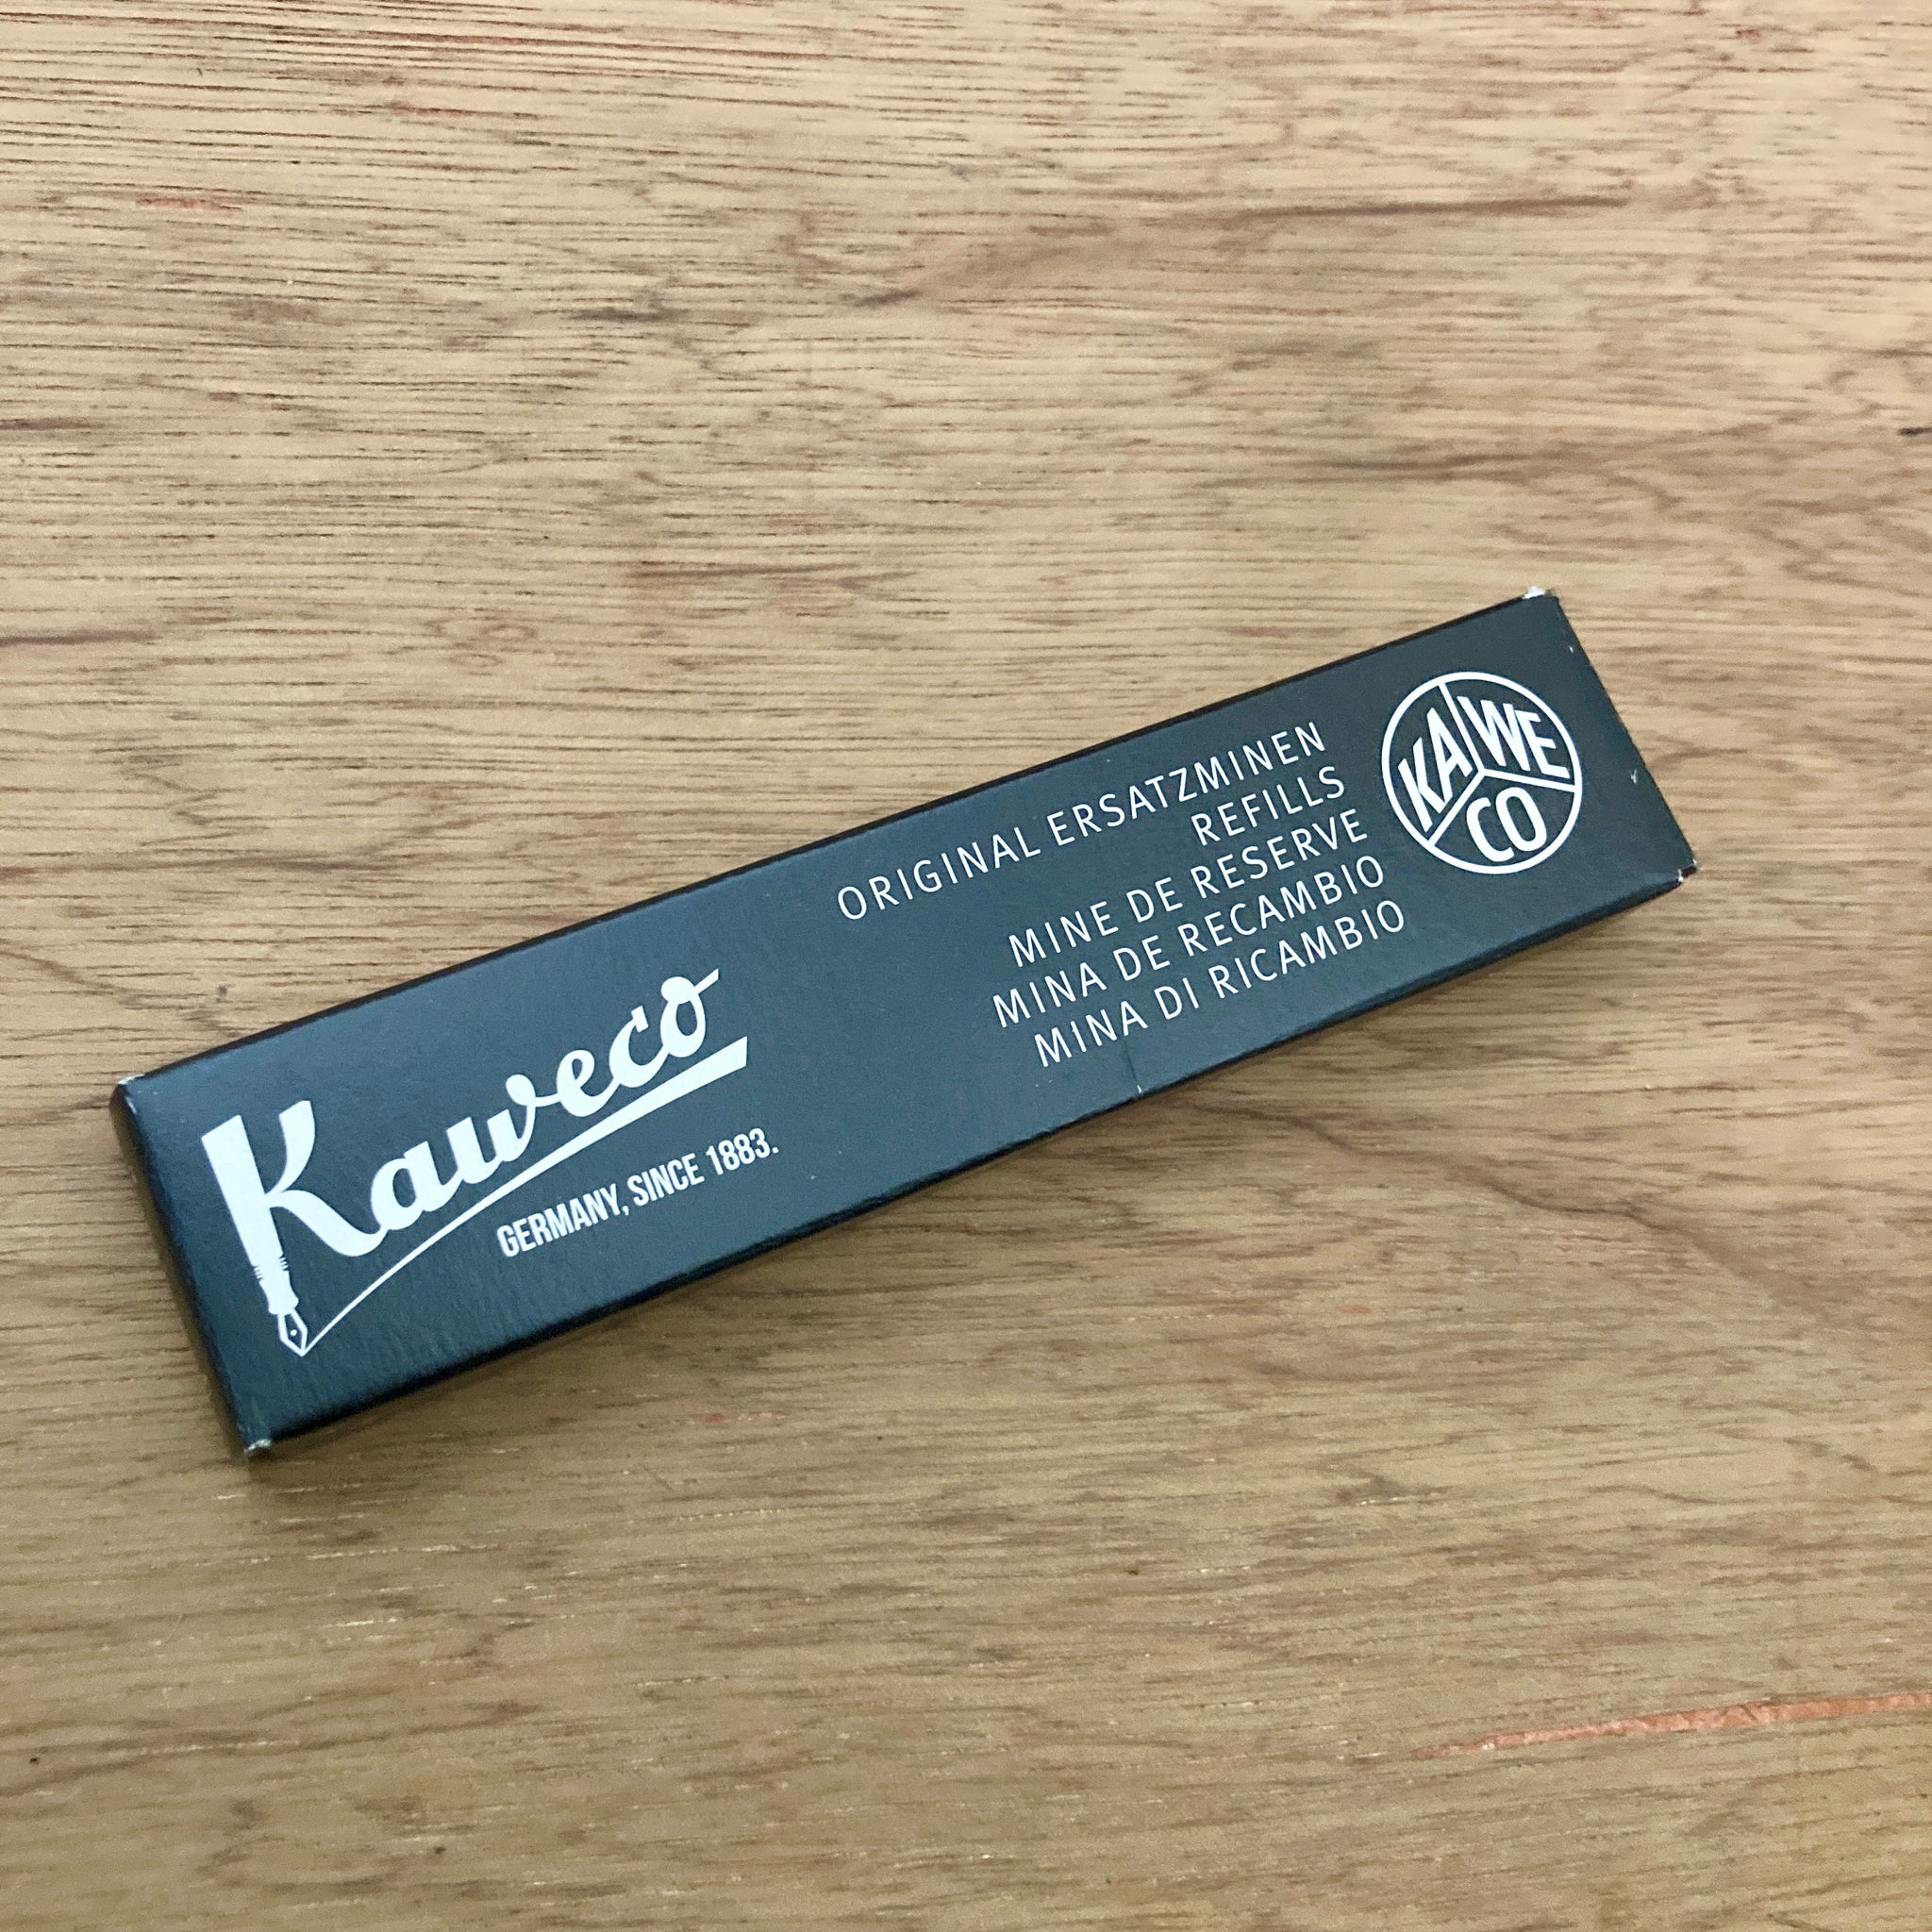 Kaweco
GERMANY, SINCE 1883.
ORIGINAL ERSATZMINEN
REFILLS
MINE DE RESERVE
MINA DE RECAMBIO
MINA DI RICAMBIO
KA WE
CO